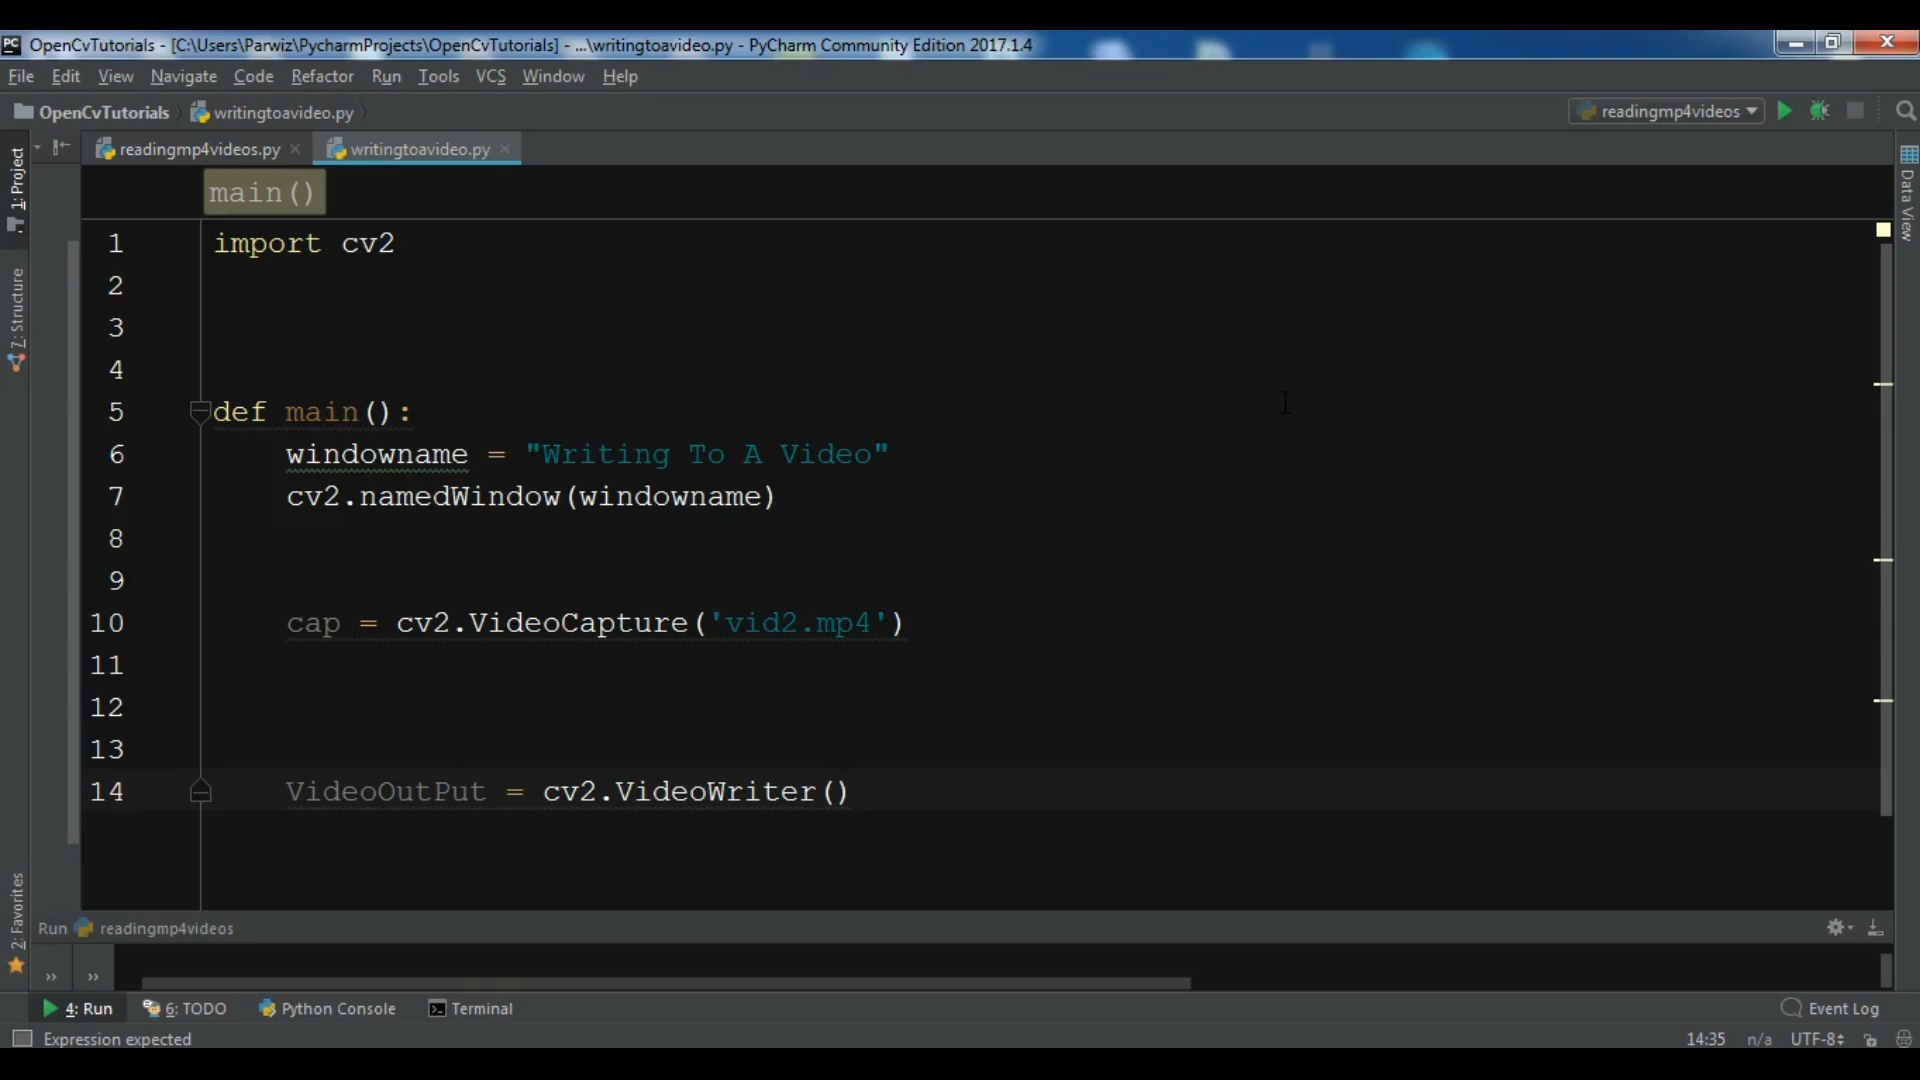 OpenCvTutorials - [C:\Users\Parwiz\PycharmProjects\OpenCvTutorials] - ...\writingtoavideo.py - PyCharm Community Edition 2017.1.4
File Edit View Navigate Code Refactor Run Tools VCS Window Help
OpenCvTutorials writingtoavideo.py readingmp4videos
readingmp4videos.py writingtoavideo.py
1: Project
7: Structure
2: Favorites
Data View
main()
1 import cv2
2
3
4
5 def main():
6 windowname = "Writing To A Video"
7 cv2.namedWindow(windowname)
8
9
10 cap = cv2.VideoCapture('vid2.mp4')
11
12
13
14 VideoOutPut = cv2.VideoWriter()
Run readingmp4videos
4: Run 6: TODO Python Console Terminal Event Log
Expression expected 14:35 n/a UTF-8